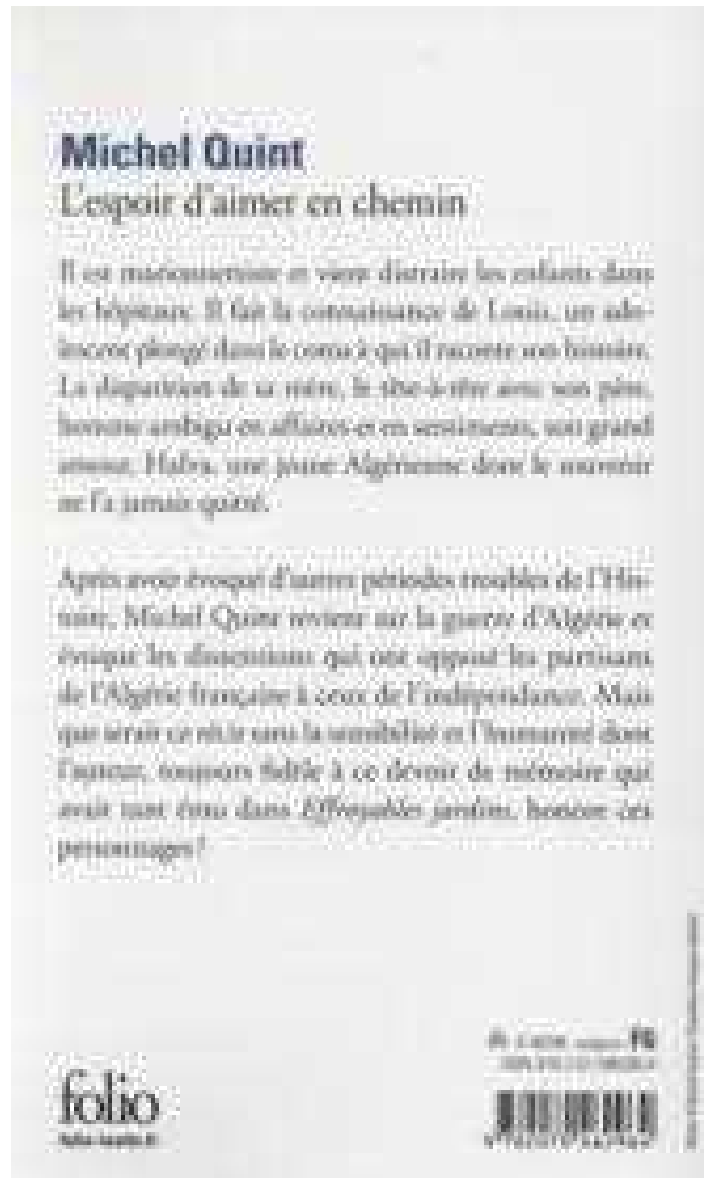 Michel Quint
L'espoir d'aimer en chemin
Il est marionnettiste et vient distraire les enfants dans
les hôpitaux. Il fait la connaissance de Louis, un ado-
lescent plongé dans le coma à qui il raconte son histoire.
La disparition de sa mère, le tête-à-tête avec son père,
homme ambigu en affaires et en sentiments, son grand
amour, Halva, une jeune Algérienne dont le souvenir
ne l'a jamais quitté.
Après avoir évoqué d'autres périodes troubles de l'His-
toire, Michel Quint revient sur la guerre d'Algérie et
évoque les dissensions qui ont opposé les partisans
de l'Algérie française à ceux de l'indépendance. Mais
que serait ce récit sans la sensibilité et l'humanité dont
l'auteur, toujours fidèle à ce devoir de mémoire qui
avait tant ému dans Effroyables jardins, honore ces
personnages?
folio